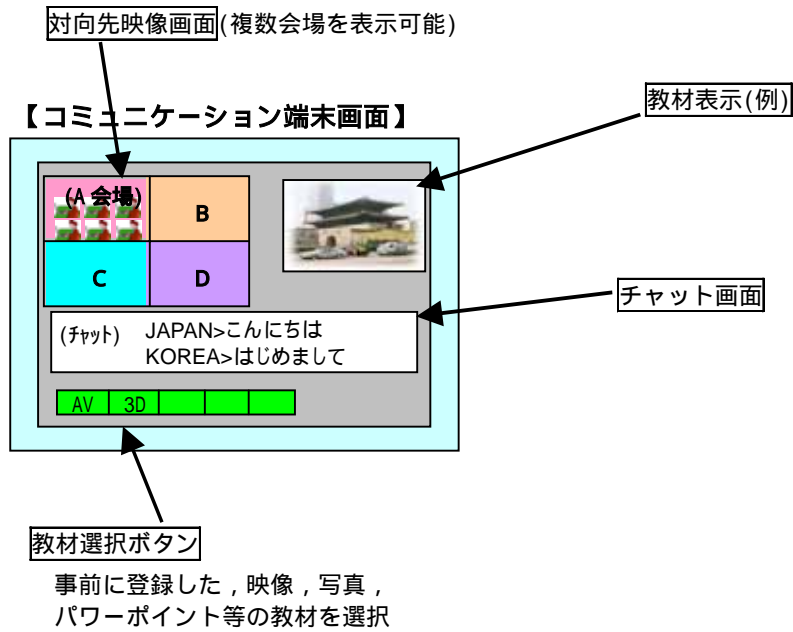 対向先映像画面(複数会場を表示可能)
教材表示(例)
【コミュニケーション端末画面】
(A 会場)
B
C
D
チャット画面
(ﾁｬｯﾄ) JAPAN>こんにちは
KOREA>はじめまして
AV 3D
教材選択ボタン
事前に登録した，映像，写真，
パワーポイント等の教材を選択